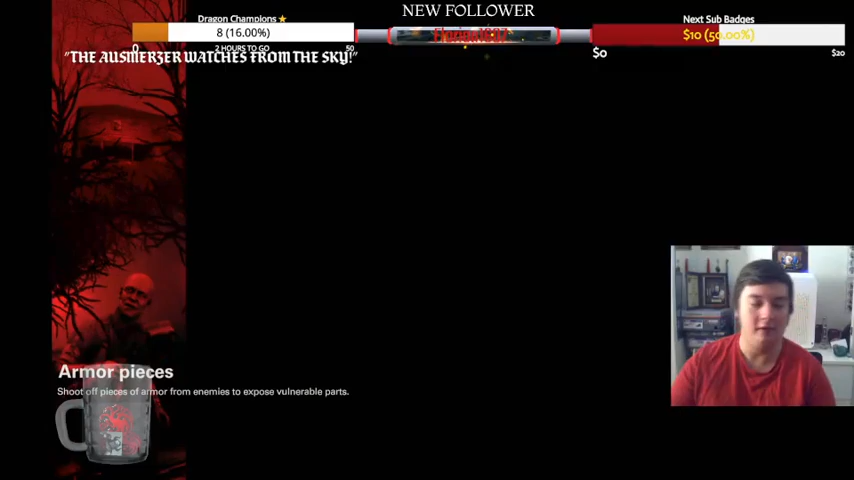 NEW FOLLOWER
Dragon Champions
Next Sub Badges
8 (16.00%)
$10 (50.00%)
0
2 HOURS TO GO
50
$0
$20
"THE AUSMERZER WATCHES FROM THE SKY!"
Armor pieces
Shoot off pieces of armor from enemies to expose vulnerable parts.